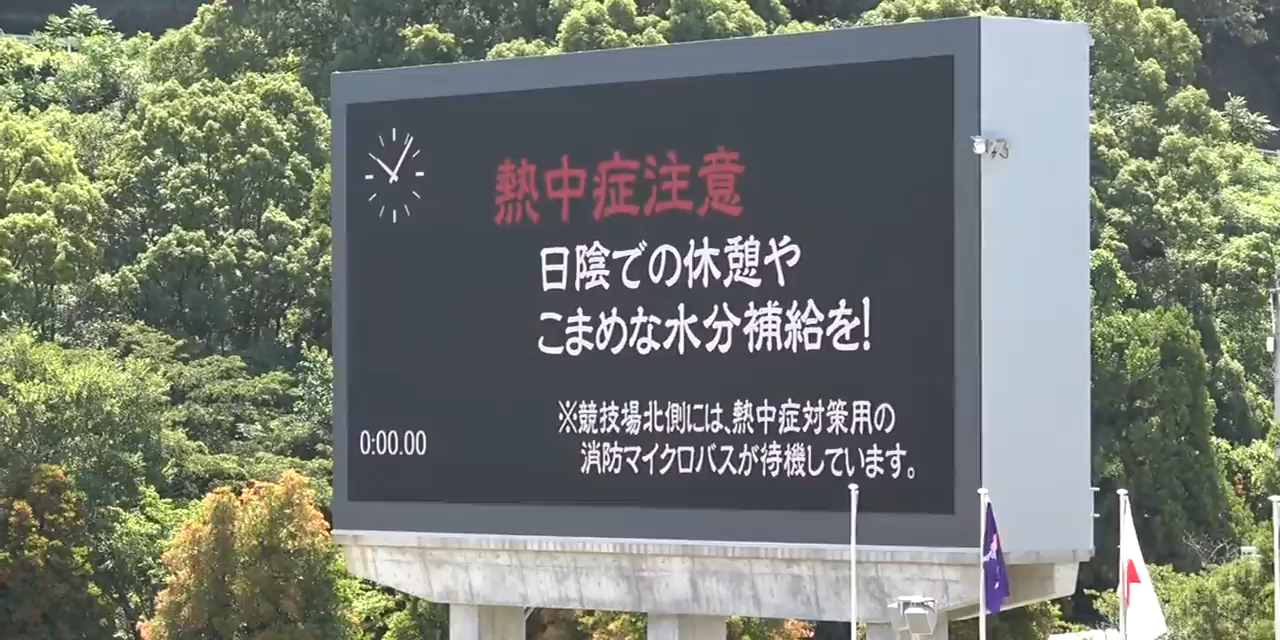 熱中症注意
日陰での休憩や
こまめな水分補給を!
※競技場北側には、熱中症対策用の
消防マイクロバスが待機しています。
0:00.00